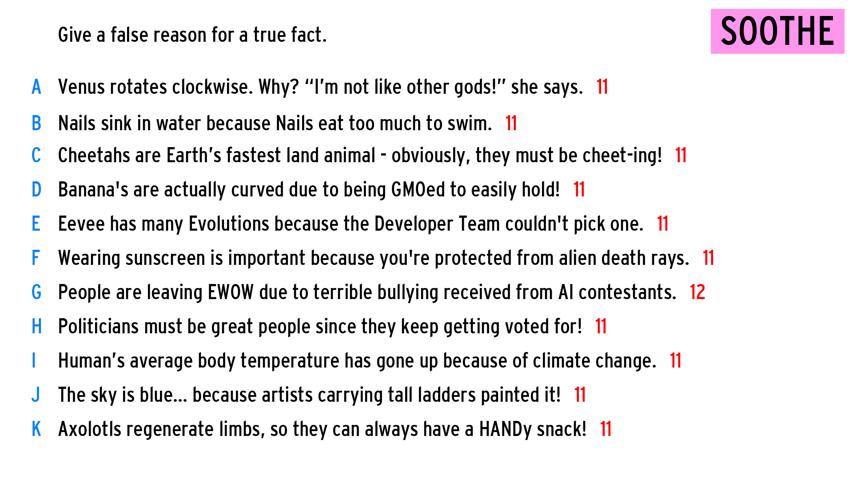 Give a false reason for a true fact.
SOOTHE
A Venus rotates clockwise. Why? “I’m not like other gods!” she says. 11
B Nails sink in water because Nails eat too much to swim. 11
C Cheetahs are Earth’s fastest land animal - obviously, they must be cheet-ing! 11
D Banana's are actually curved due to being GMOed to easily hold! 11
E Eevee has many Evolutions because the Developer Team couldn't pick one. 11
F Wearing sunscreen is important because you're protected from alien death rays. 11
G People are leaving EWOW due to terrible bullying received from AI contestants. 12
H Politicians must be great people since they keep getting voted for! 11
I Human’s average body temperature has gone up because of climate change. 11
J The sky is blue... because artists carrying tall ladders painted it! 11
K Axolotls regenerate limbs, so they can always have a HANDy snack! 11